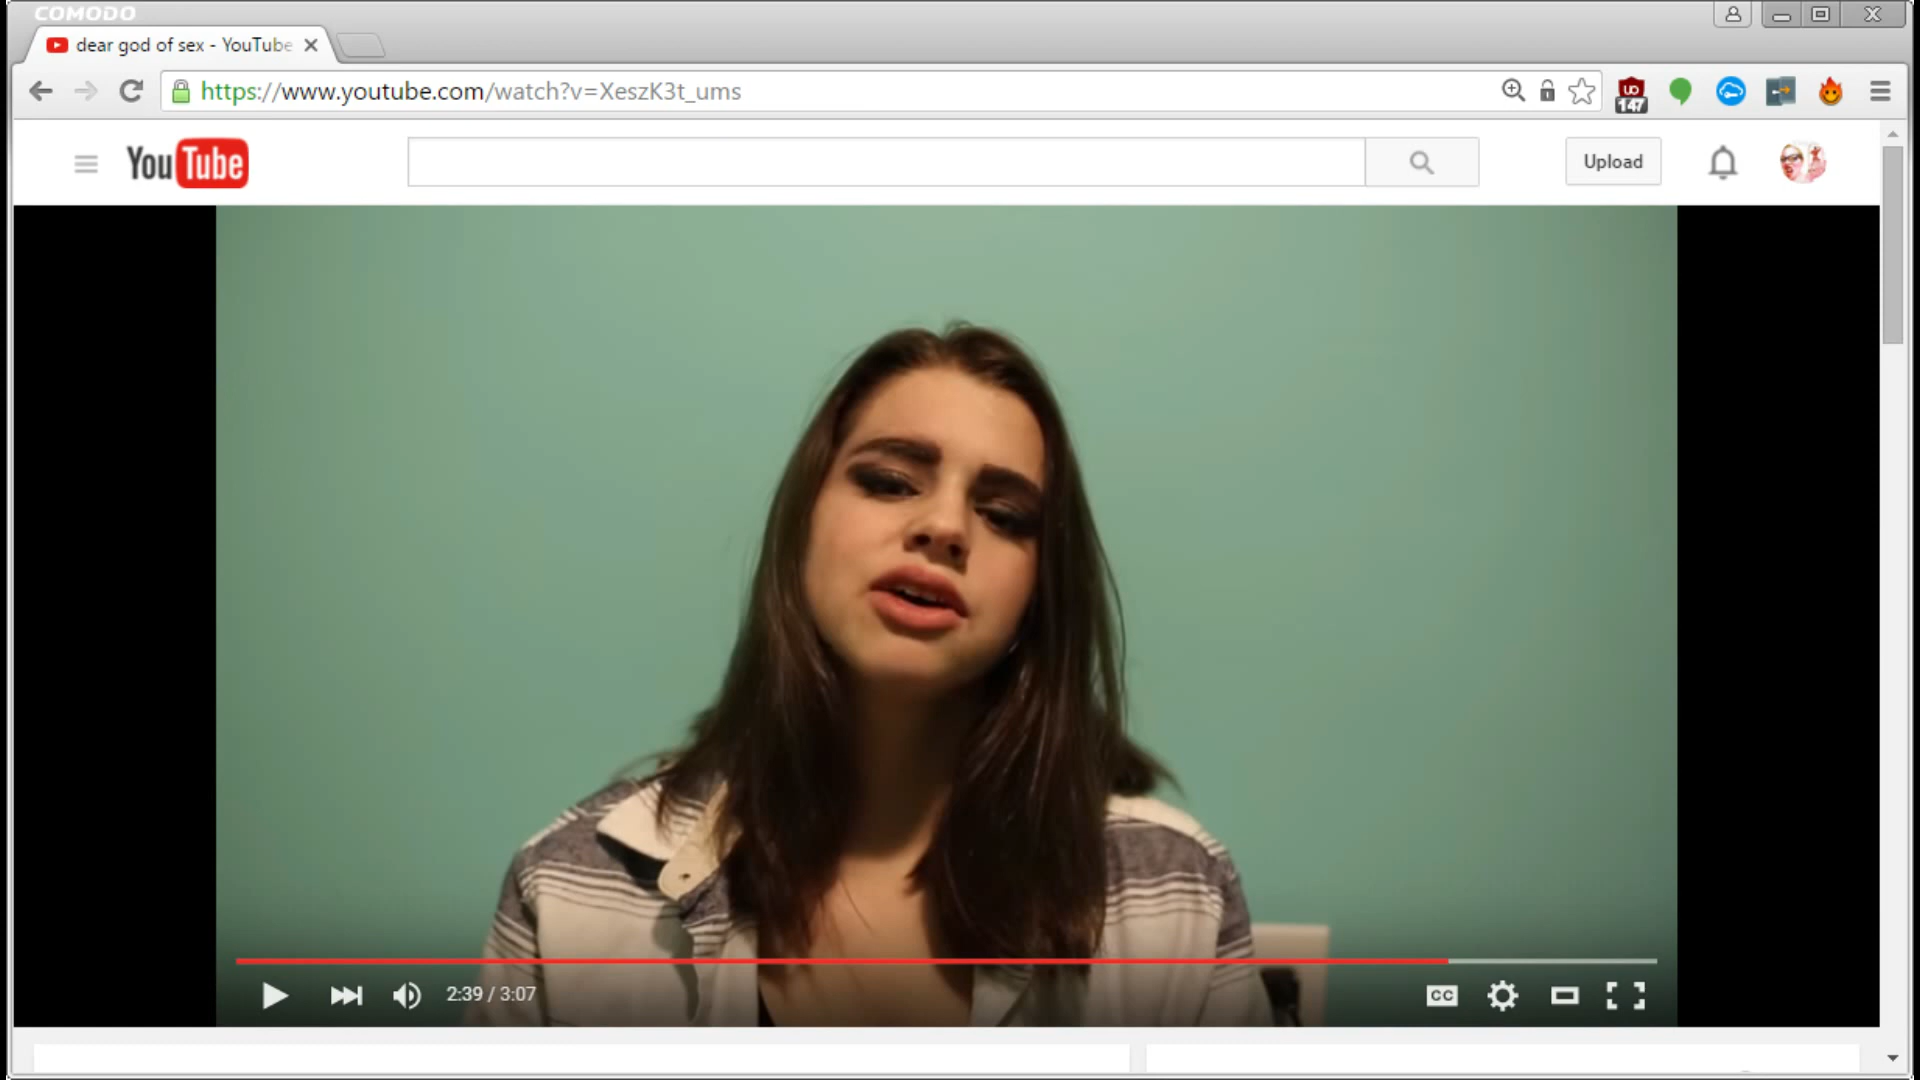 COMODO
dear god of sex - YouTube
https://www.youtube.com/watch?v=XeszK3t_ums
UD
147
YouTube
Upload
2:39 / 3:07
CC